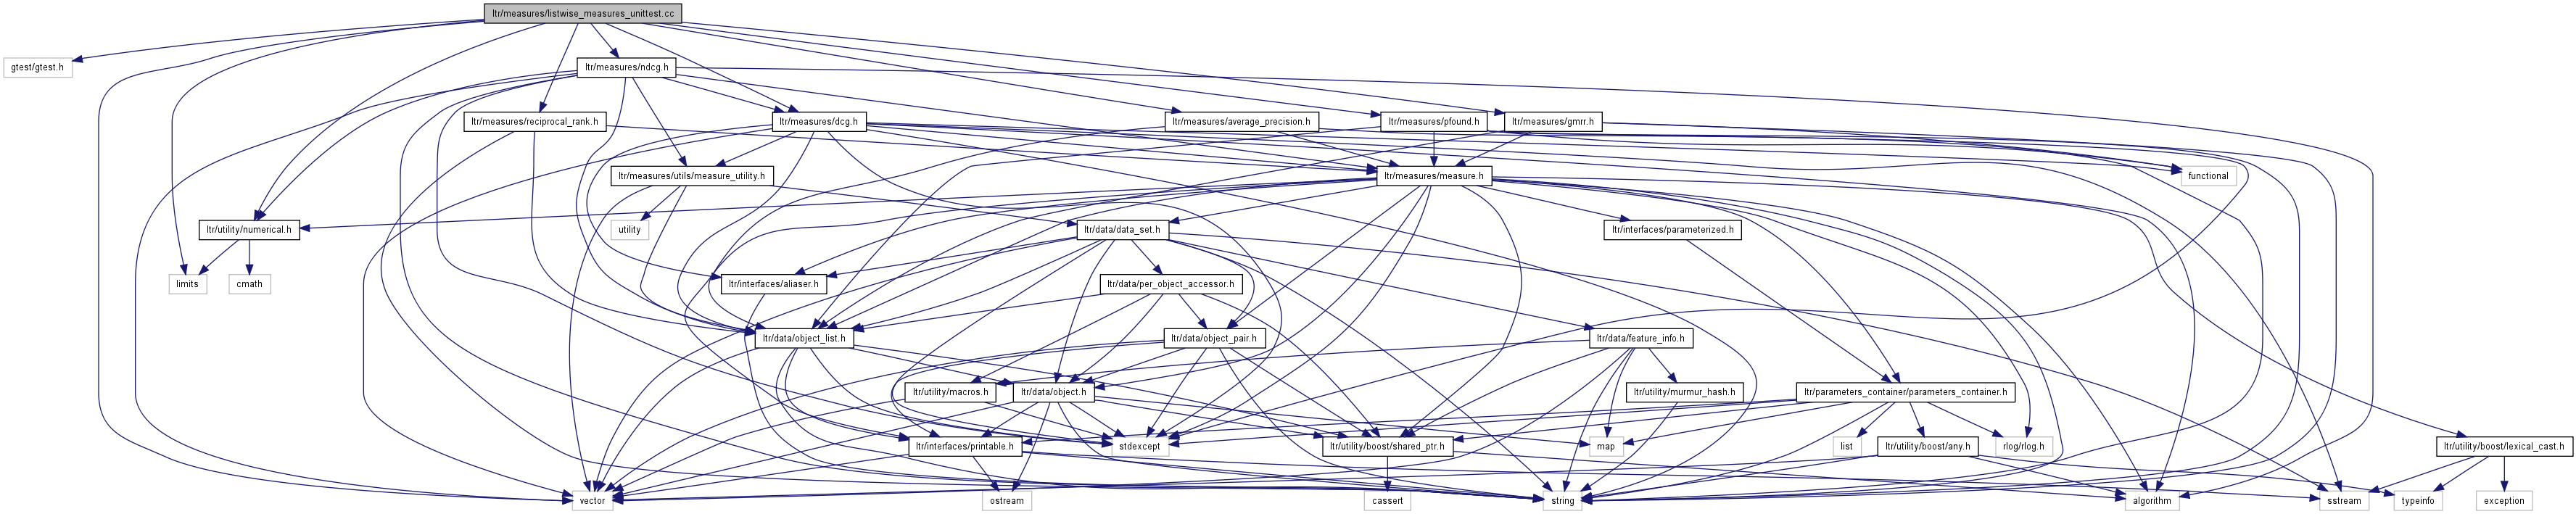 ltr/measures/listwise_measures_unittest.cc
gtest/gtest.h
ltr/measures/ndcg.h
ltr/measures/reciprocal_rank.h
ltr/measures/dcg.h
ltr/measures/average_precision.h
ltr/measures/pfound.h
ltr/measures/gmrr.h
ltr/measures/utils/measure_utility.h
ltr/measures/measure.h
functional
ltr/utility/numerical.h
utility
ltr/data/data_set.h
ltr/interfaces/parameterized.h
limits
cmath
ltr/interfaces/aliaser.h
ltr/data/per_object_accessor.h
ltr/data/object_list.h
ltr/data/object_pair.h
ltr/data/feature_info.h
ltr/utility/macros.h
ltr/data/object.h
ltr/utility/murmur_hash.h
ltr/parameters_container/parameters_container.h
ltr/interfaces/printable.h
stdexcept
ltr/utility/boost/shared_ptr.h
map
list
ltr/utility/boost/any.h
rlog/rlog.h
ltr/utility/boost/lexical_cast.h
vector
ostream
cassert
string
algorithm
sstream
typeinfo
exception